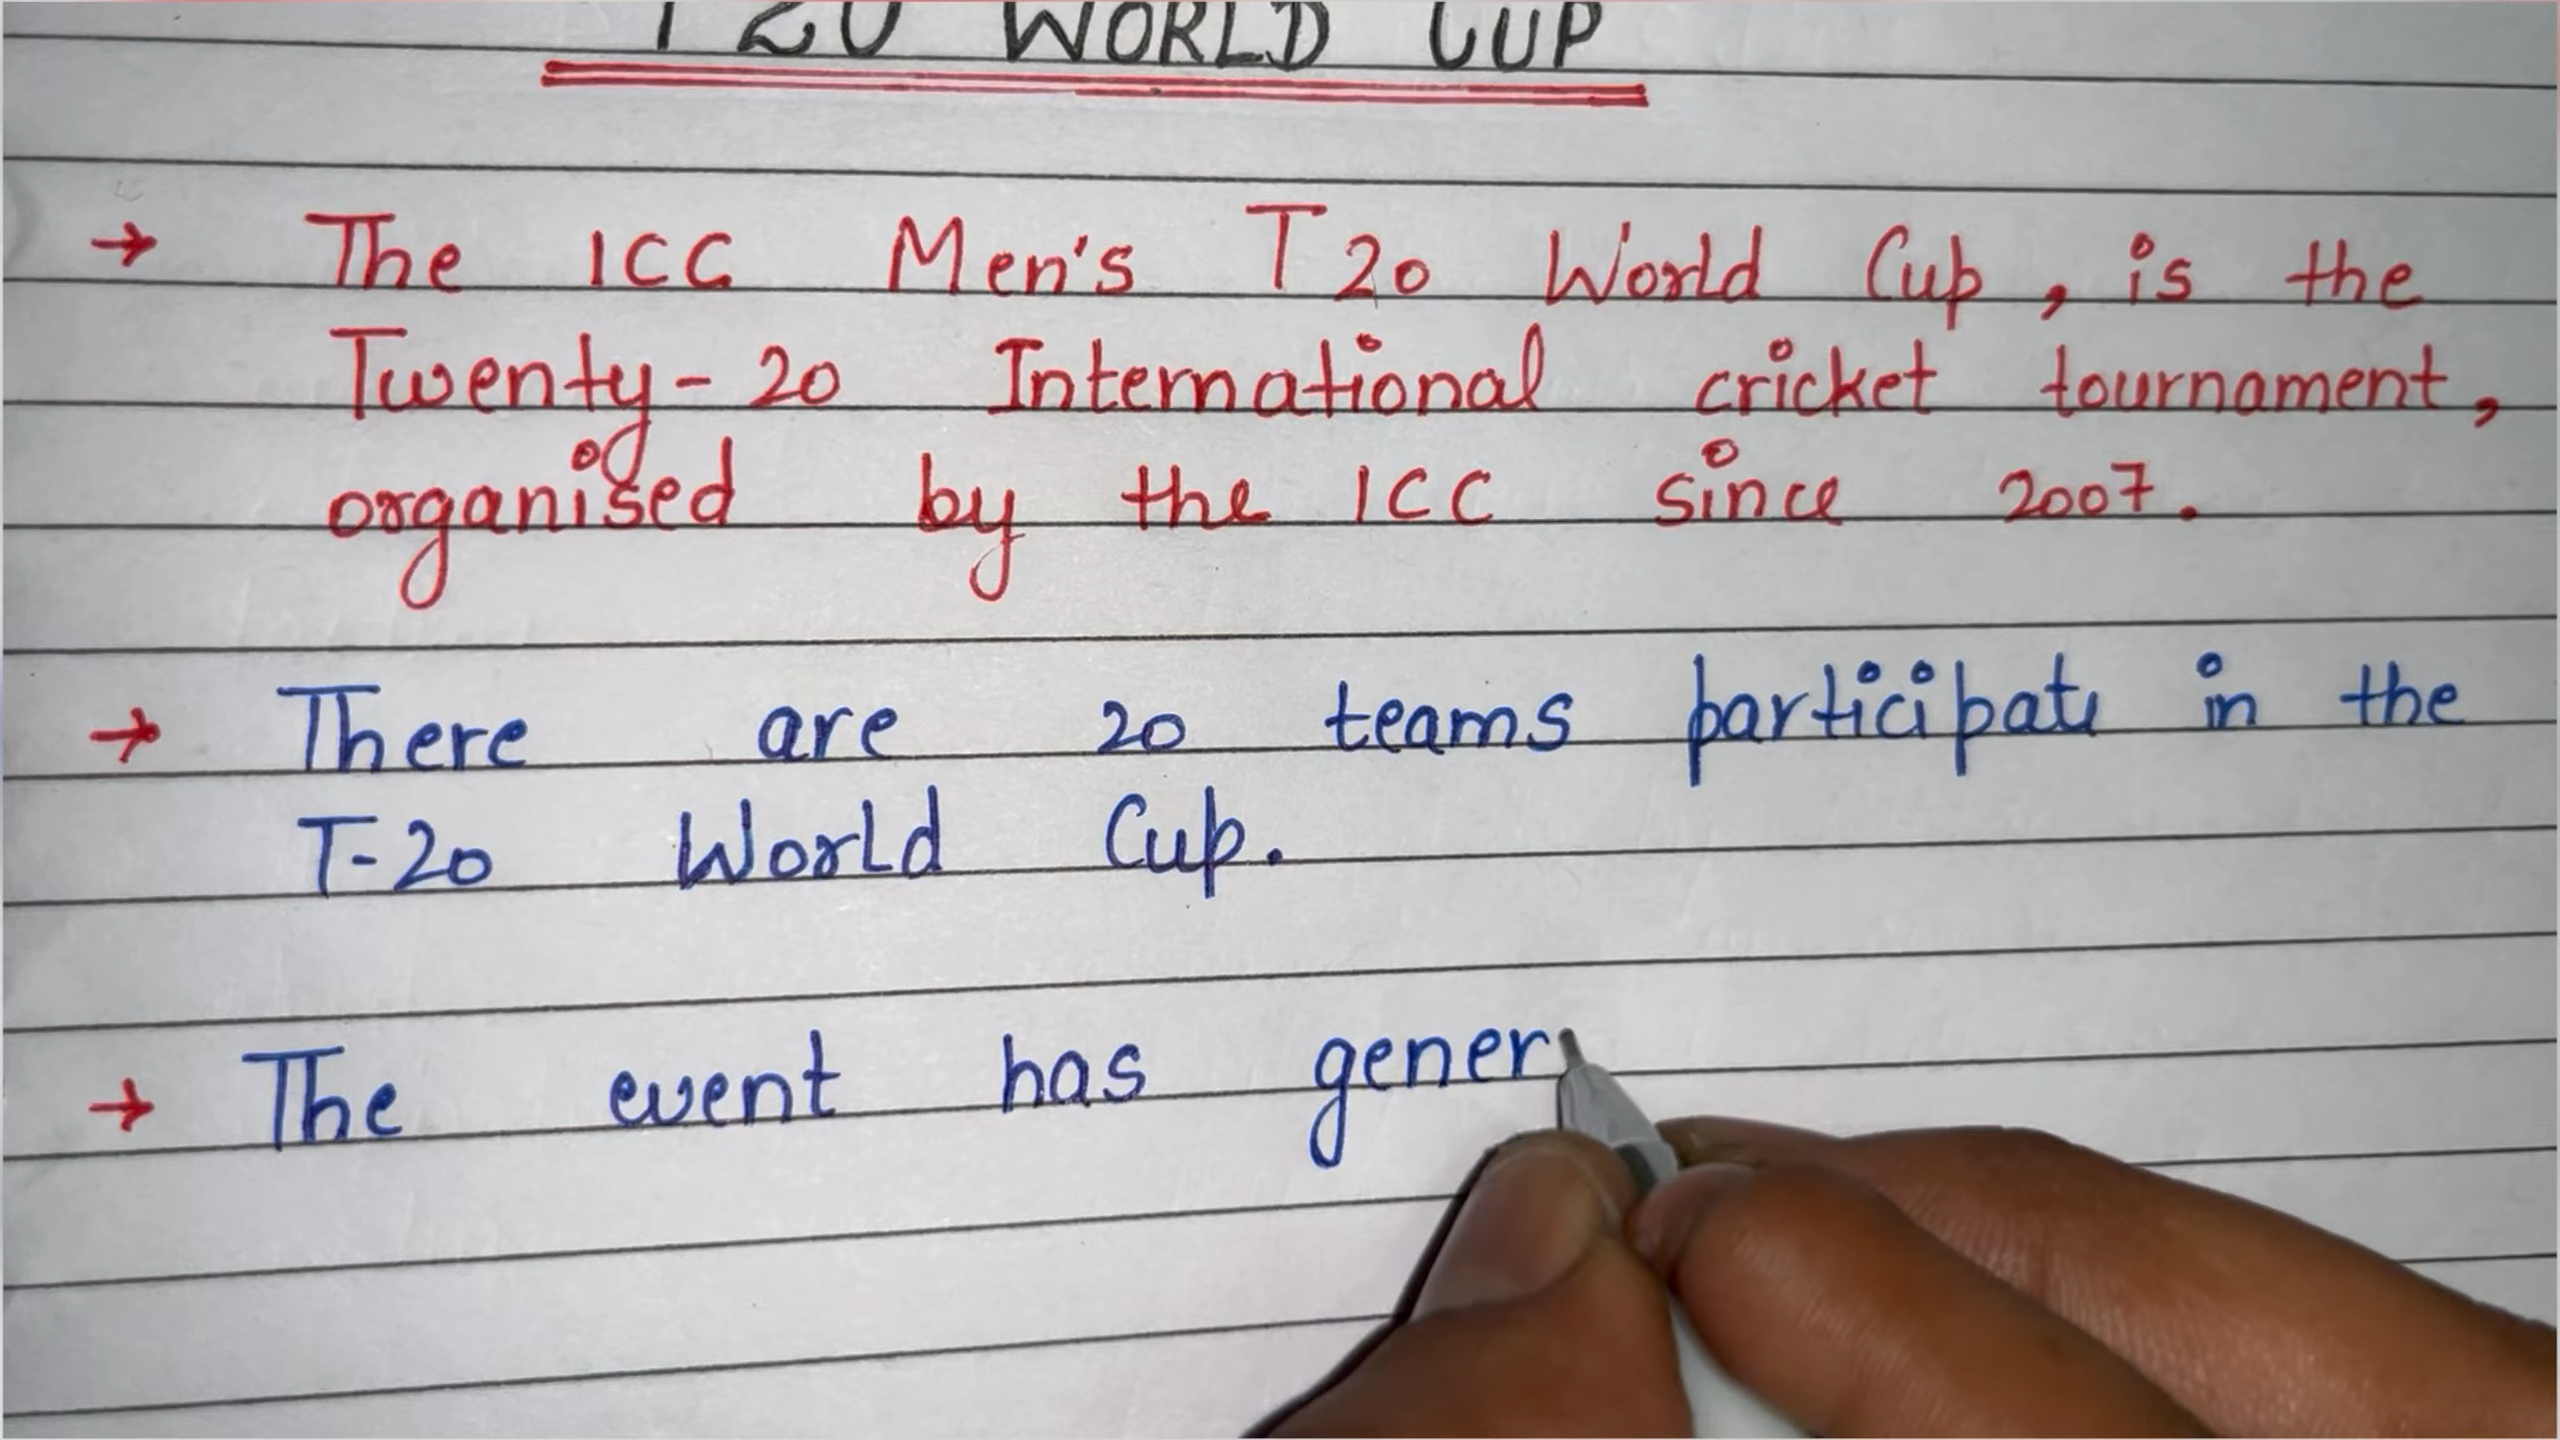 T20 WORLD CUP
→ The ICC Men's T20 World Cup, is the
Twenty-20 International cricket tournament,
organised by the ICC since 2007.
→ There are 20 teams participate in the
T-20 World Cup.
→ The event has gener